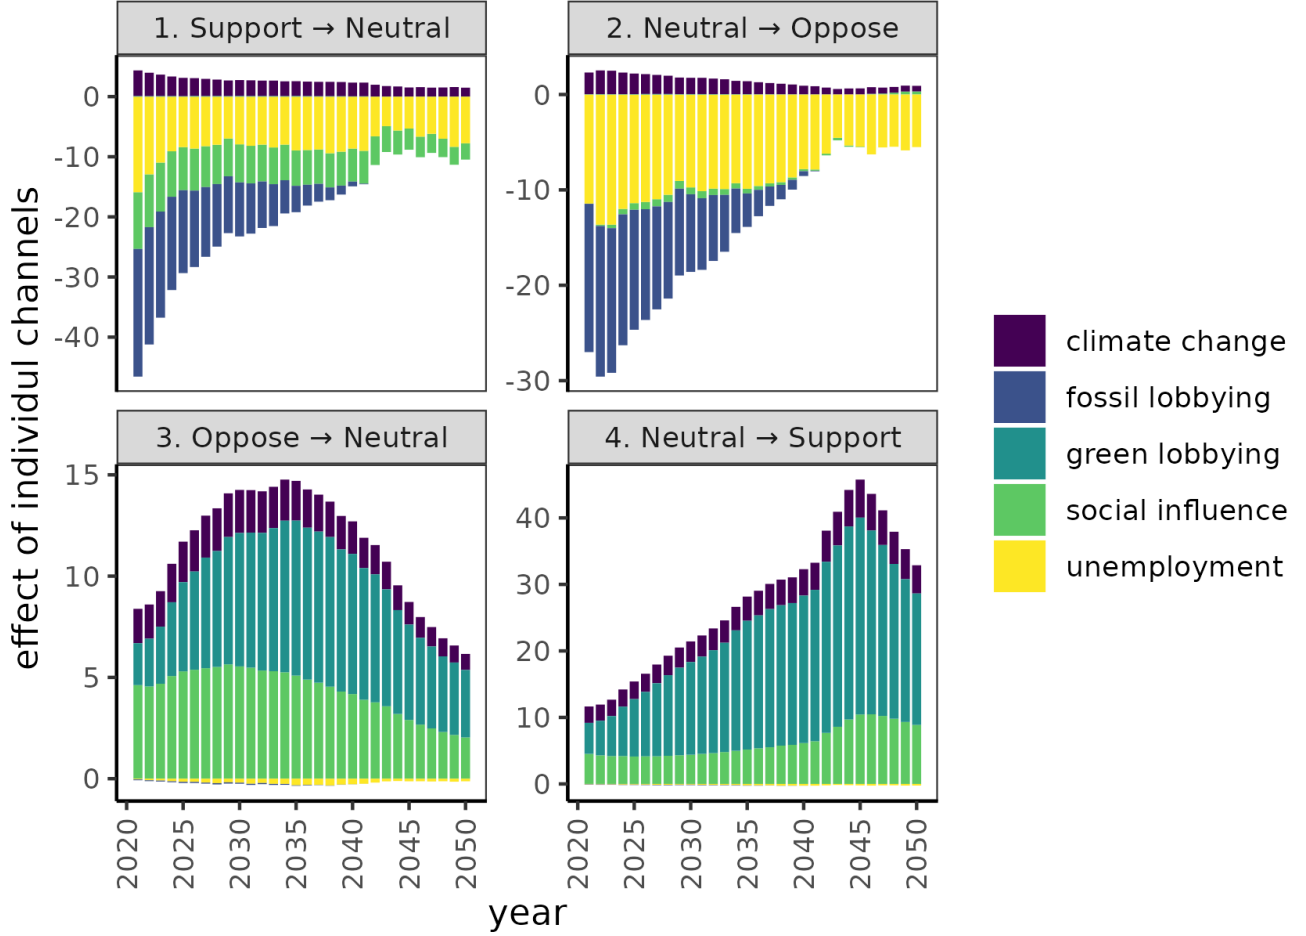 1. Support → Neutral
2. Neutral → Oppose
0
-10
-20
-30
-40
0
-10
-20
-30
effect of individul channels
3. Oppose → Neutral
4. Neutral → Support
15
10
5
0
40
30
20
10
0
2020
2025
2030
2035
2040
2045
2050
2020
2025
2030
2035
2040
2045
2050
year
climate change
fossil lobbying
green lobbying
social influence
unemployment